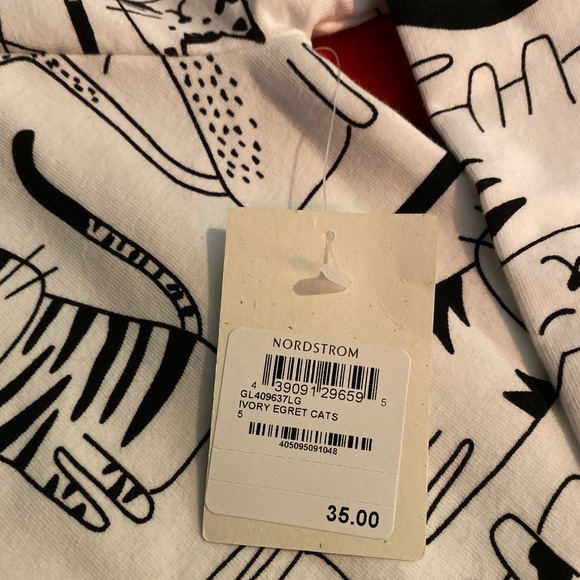 NORDSTROM
4 39091 29659 5
GL409637LG
IVORY EGRET CATS
5
405095091048
35.00